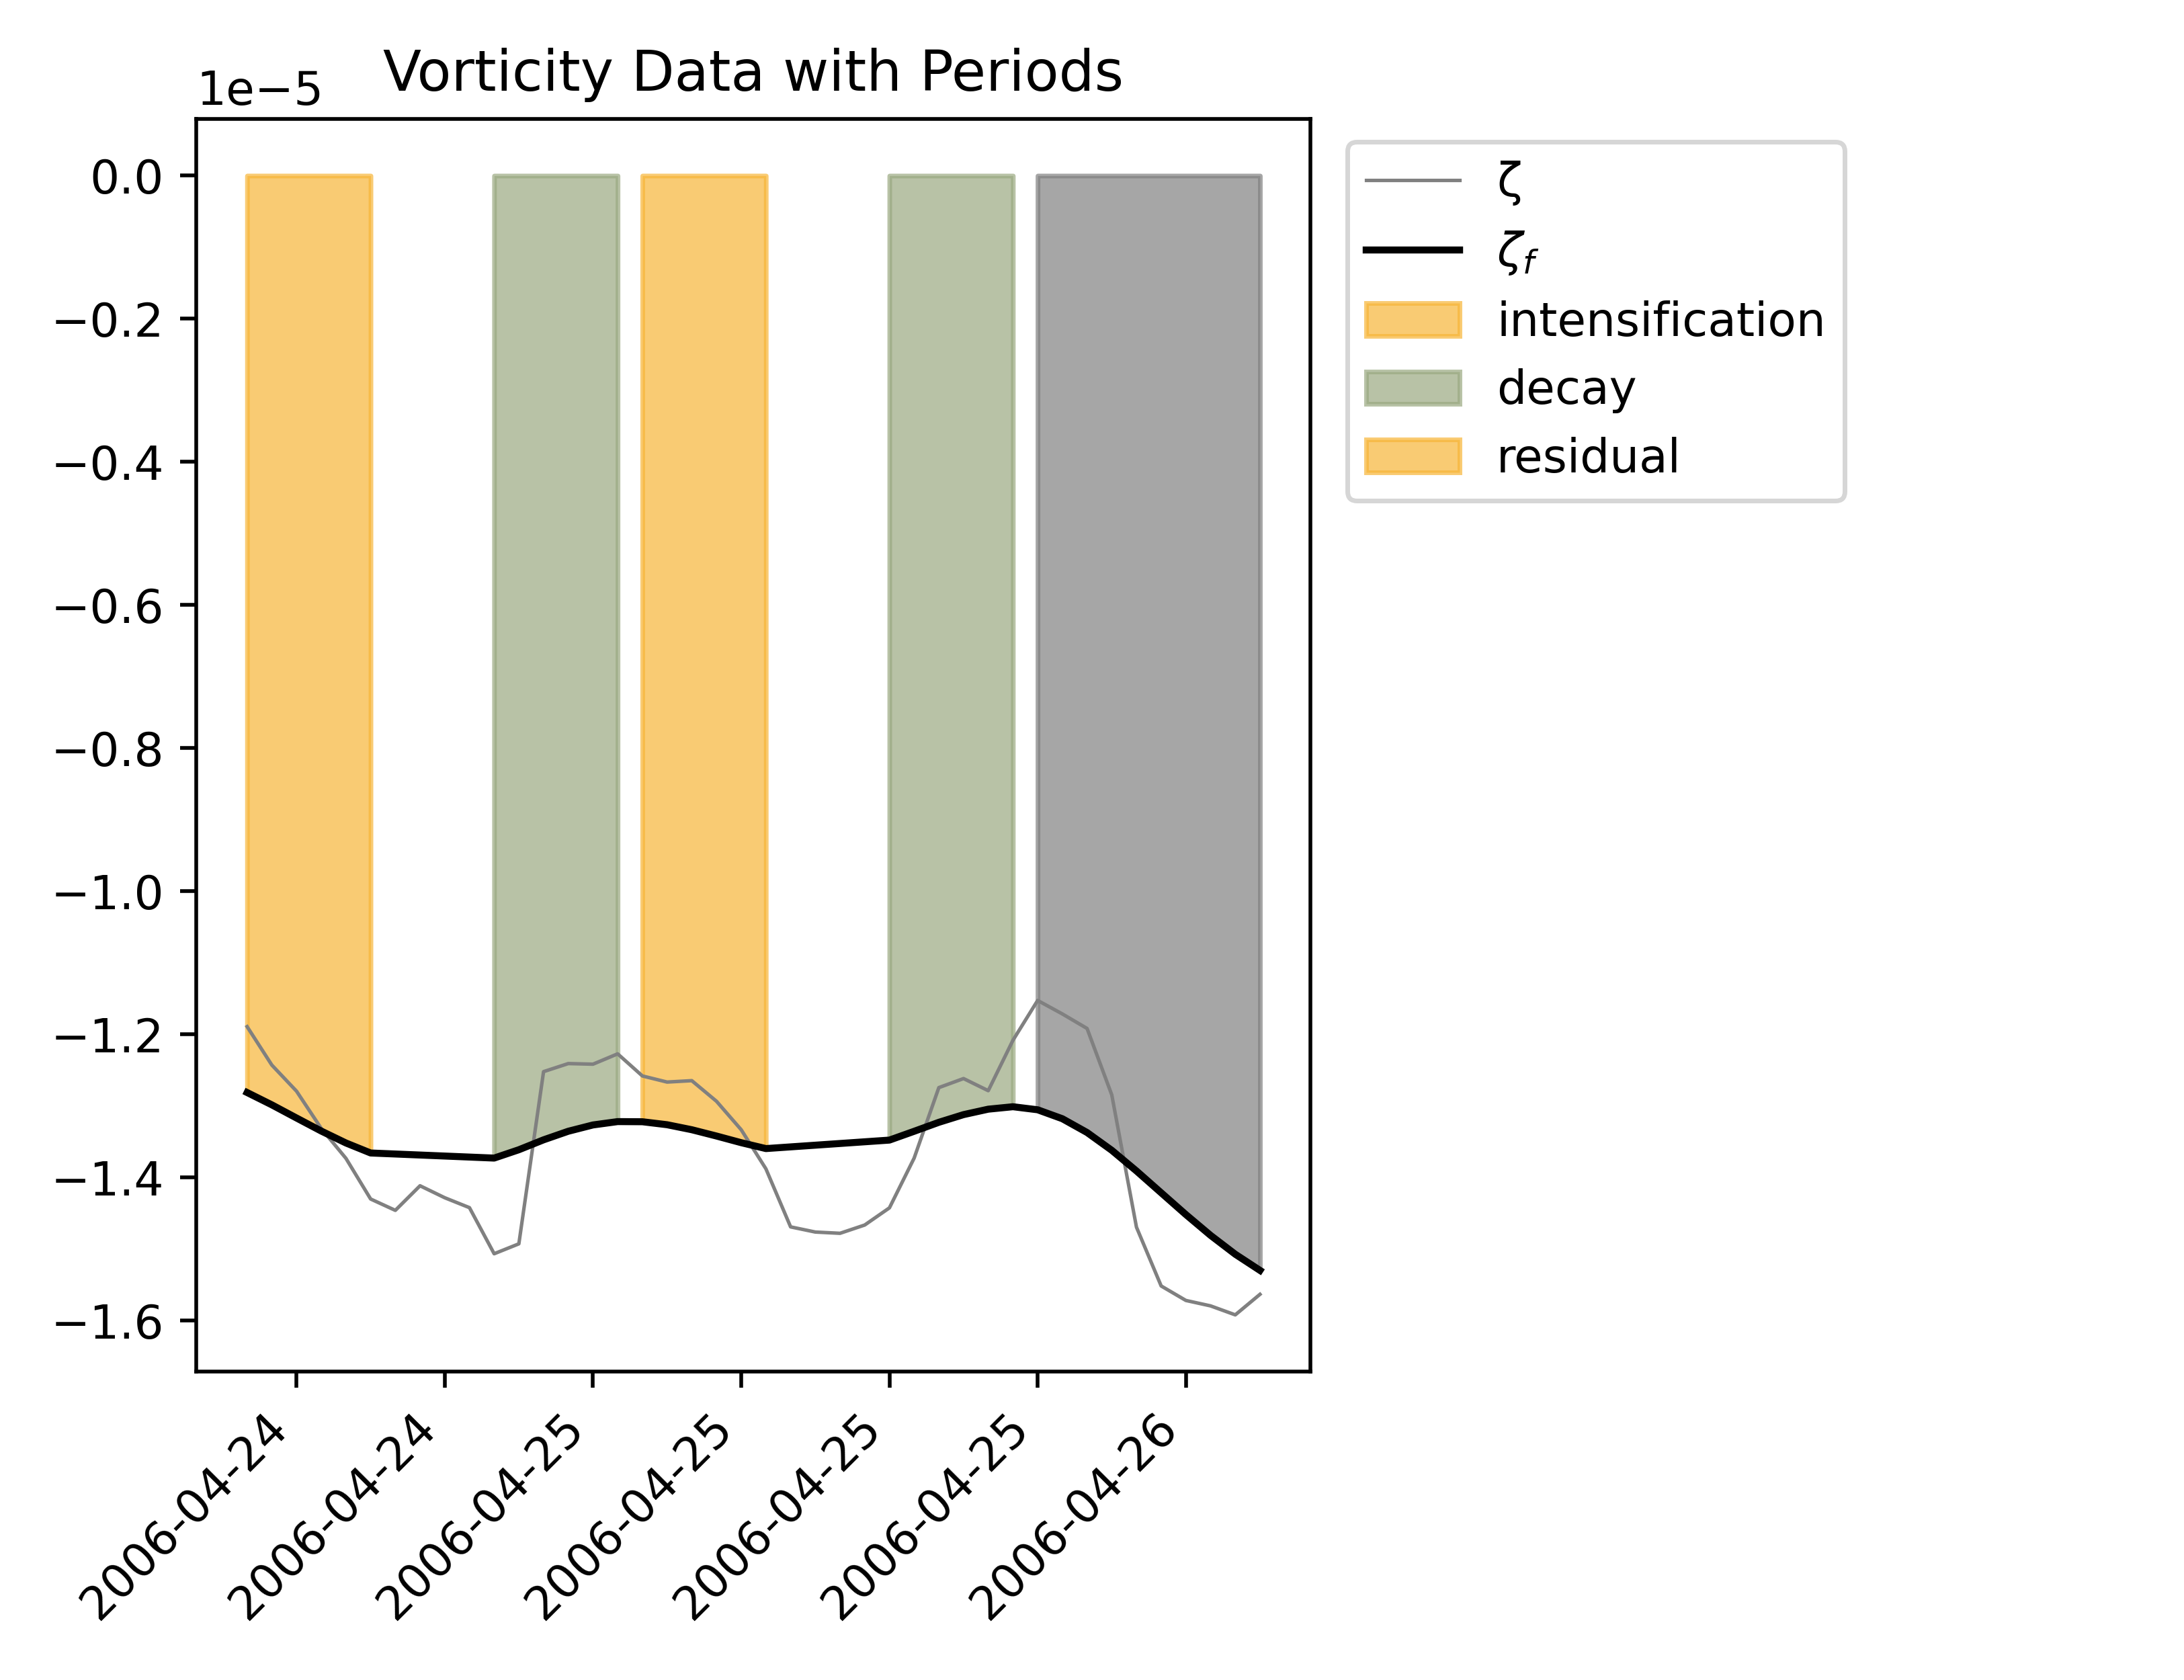 Vorticity Data with Periods
1e−5
0.0
−0.2
−0.4
−0.6
−0.8
−1.0
−1.2
−1.4
−1.6
2006-04-24
2006-04-24
2006-04-25
2006-04-25
2006-04-25
2006-04-25
2006-04-26
ζ
ζf
intensification
decay
residual